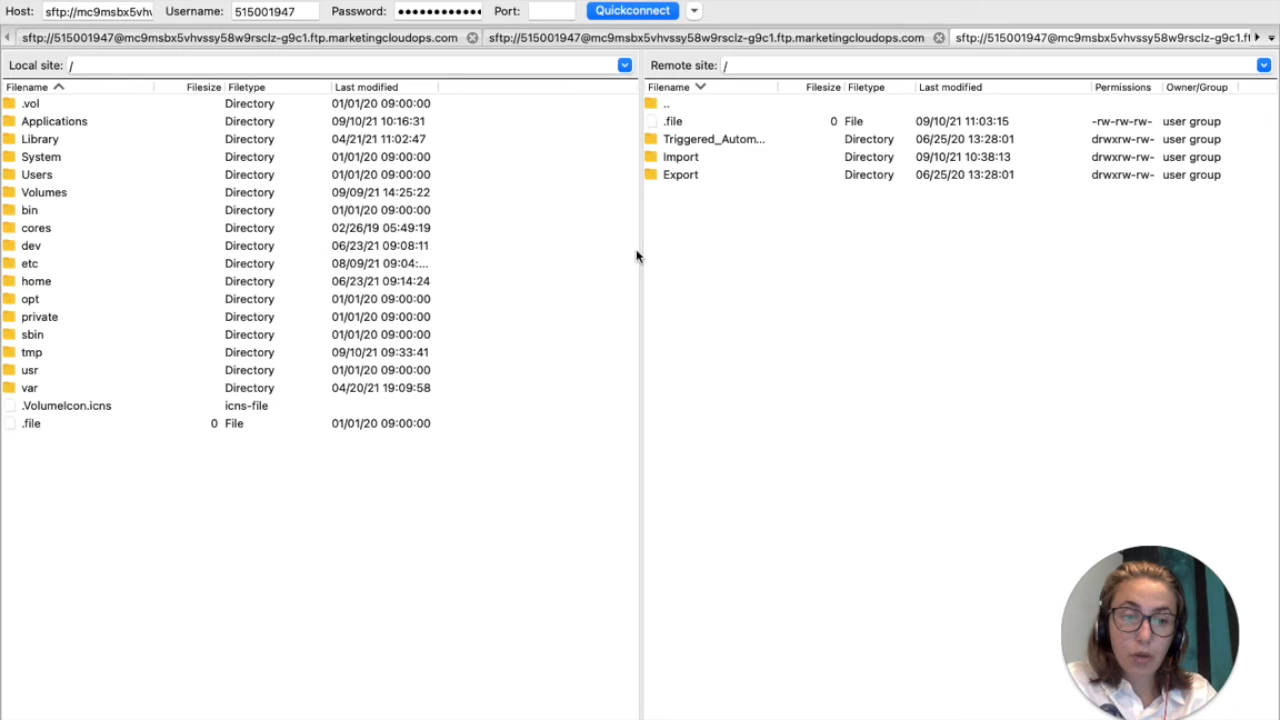 Host: sftp://mc9msbx5vhv Username: 515001947 Password: •••••••••••• Port: Quickconnect
sftp://515001947@mc9msbx5vhvssy58w9rsclz-g9c1.ftp.marketingcloudops.com sftp://515001947@mc9msbx5vhvssy58w9rsclz-g9c1.ftp.marketingcloudops.com sftp://515001947@mc9msbx5vhvssy58w9rsclz-g9c1.ft
Local site: /
Filename Filesize Filetype Last modified
.vol Directory 01/01/20 09:00:00
Applications Directory 09/10/21 10:16:31
Library Directory 04/21/21 11:02:47
System Directory 01/01/20 09:00:00
Users Directory 01/01/20 09:00:00
Volumes Directory 09/09/21 14:25:22
bin Directory 01/01/20 09:00:00
cores Directory 02/26/19 05:49:19
dev Directory 06/23/21 09:08:11
etc Directory 08/09/21 09:04:...
home Directory 06/23/21 09:14:24
opt Directory 01/01/20 09:00:00
private Directory 01/01/20 09:00:00
sbin Directory 01/01/20 09:00:00
tmp Directory 09/10/21 09:33:41
usr Directory 01/01/20 09:00:00
var Directory 04/20/21 19:09:58
.VolumeIcon.icns icns-file
.file 0 File 01/01/20 09:00:00
Remote site: /
Filename Filesize Filetype Last modified Permissions Owner/Group
..
.file 0 File 09/10/21 11:03:15 -rw-rw-rw- user group
Triggered_Autom... Directory 06/25/20 13:28:01 drwxrw-rw- user group
Import Directory 09/10/21 10:38:13 drwxrw-rw- user group
Export Directory 06/25/20 13:28:01 drwxrw-rw- user group